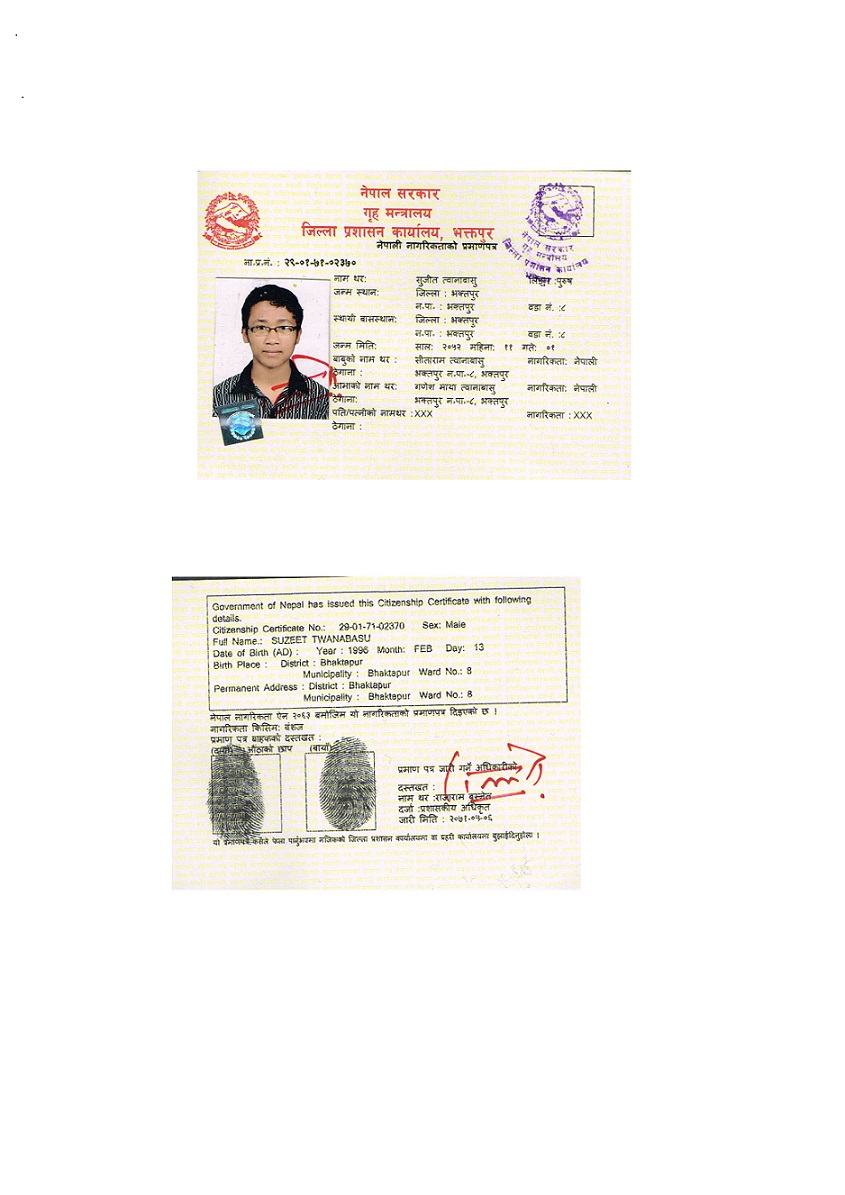 नेपाल सरकार
गृह मन्त्रालय
जिल्ला प्रशासन कार्यालय, भक्तपुर
नेपाली नागरिकताको प्रमाणपत्र
नेपाल सरकार
गृह मन्त्रालय
जिल्ला प्रशासन कार्यालय
ना.प्र.नं. : २९-०१-७१-०२३७०
नाम थर: सुजीत त्वानाबासु लिङ्ग :पुरुष
जन्म स्थान: जिल्ला : भक्तपुर
न.पा. : भक्तपुर वडा नं. :८
स्थायी बासस्थान: जिल्ला : भक्तपुर
न.पा. : भक्तपुर वडा नं. :८
जन्म मिति: साल: २०५२ महिना: ११ गते: ०१
बाबुको नाम थर : सीताराम त्वानाबासु नागरिकता: नेपाली
ठेगाना : भक्तपुर न.पा.-८, भक्तपुर
आमाको नाम थर: गणेश माया त्वानाबासु नागरिकता: नेपाली
ठेगाना: भक्तपुर न.पा.-८, भक्तपुर
पति/पत्नीको नामथर :XXX नागरिकता : XXX
ठेगाना :
Government of Nepal has issued this Citizenship Certificate with following
details.
Citizenship Certificate No.: 29-01-71-02370 Sex: Male
Full Name.: SUZEET TWANABASU
Date of Birth (AD) : Year : 1996 Month: FEB Day: 13
Birth Place : District : Bhaktapur
Municipality : Bhaktapur Ward No.: 8
Permanent Address : District : Bhaktapur
Municipality : Bhaktapur Ward No.: 8
नेपाल नागरिकता ऐन २०६३ बमोजिम यो नागरिकताको प्रमाणपत्र दिइएको छ ।
नागरिकता किसिम: बंशज
प्रमाण पत्र बाहकको दस्तखत :
(दायाँ) औंठाको छाप (बायाँ)
प्रमाण पत्र जारी गर्ने अधिकारीको
दस्तखत :
नाम थर :राजाराम बस्नेत
दर्जा :प्रशासकीय अधिकृत
जारी मिति :
यो प्रमाणपत्र कसैले फेला पार्नुभएमा नजिकको जिल्ला प्रशासन कार्यालयमा वा प्रहरी कार्यालयमा बुझाईदिनुहोला ।